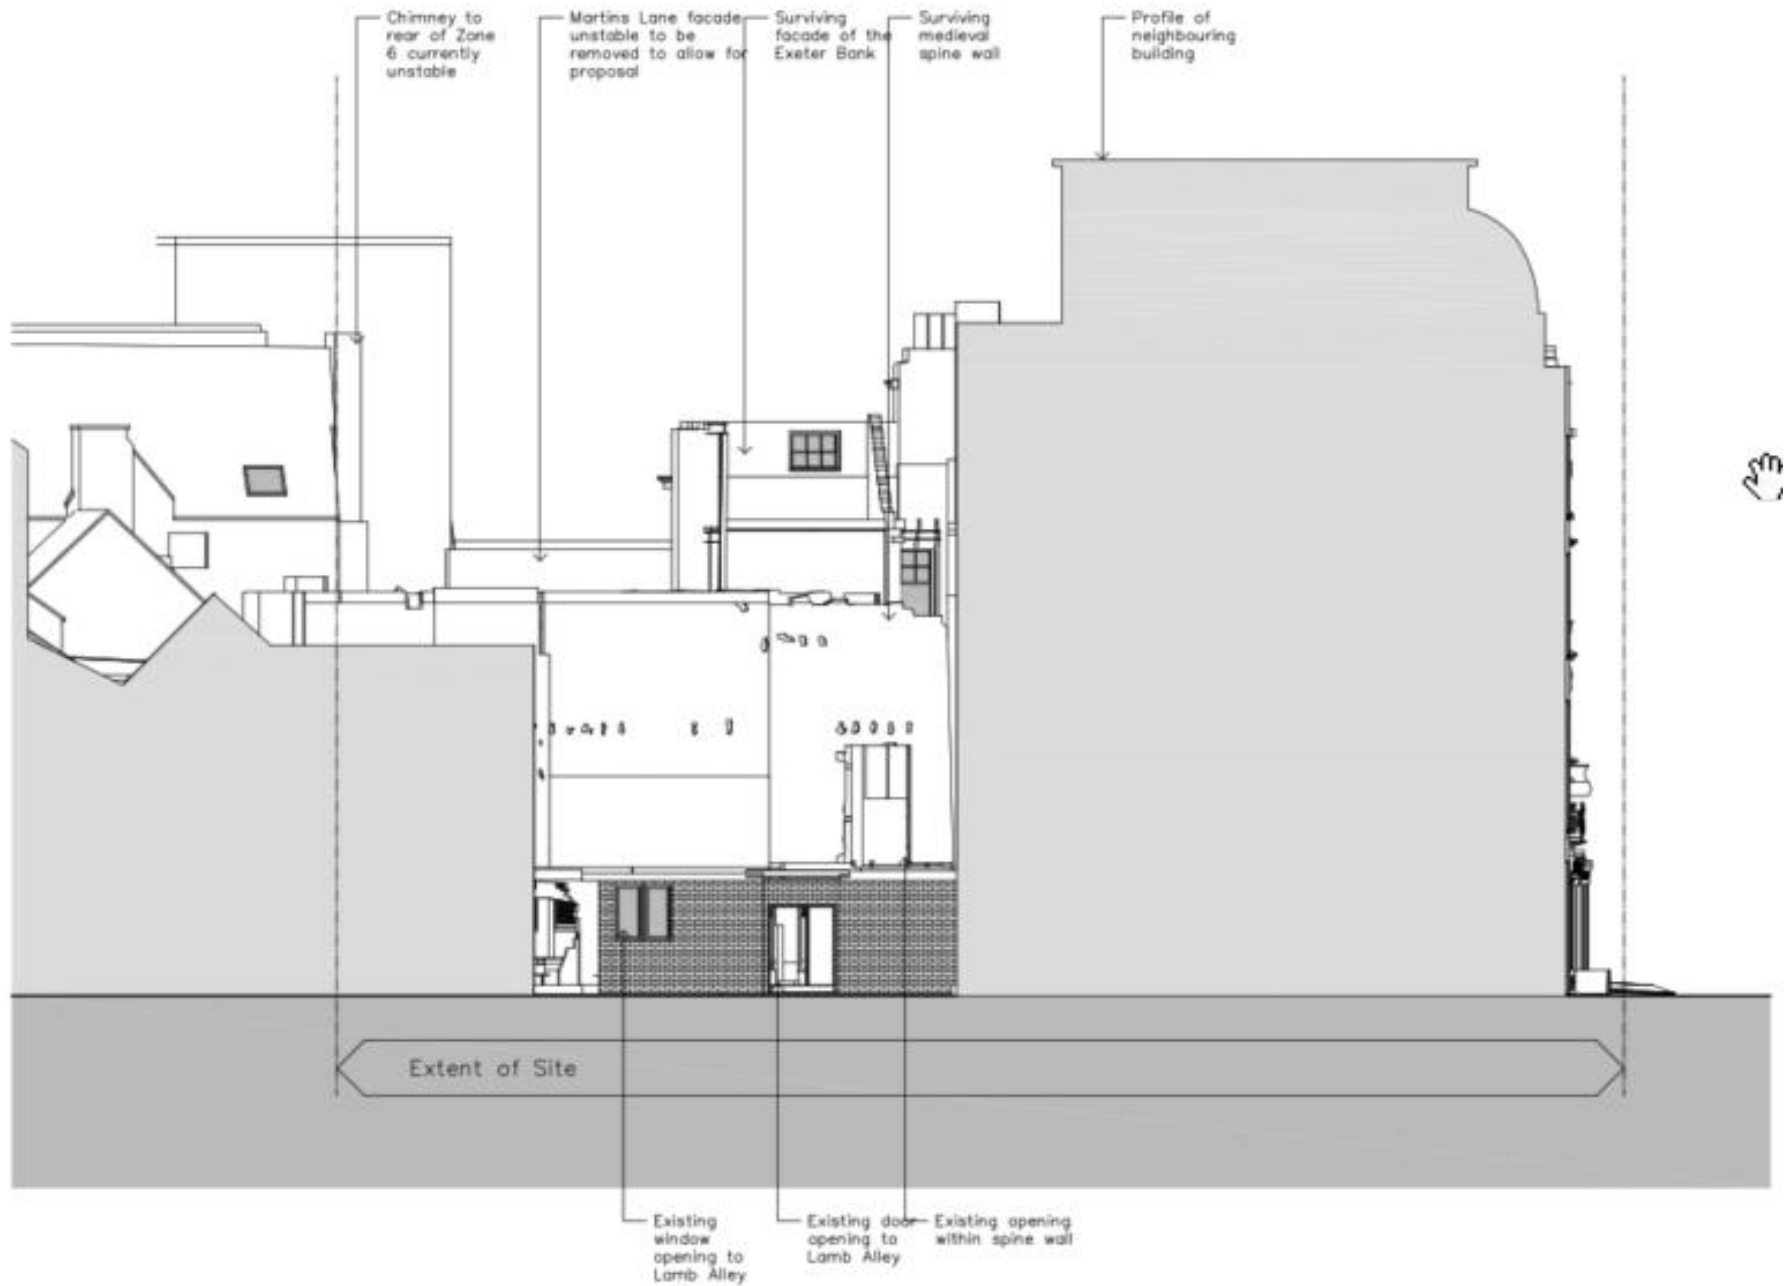 Chimney to
rear of Zone
6 currently
unstable
Martins Lane facade
unstable to be
removed to allow for
proposal
Surviving
facade of the
Exeter Bank
Surviving
medieval
spine wall
Profile of
neighbouring
building
Extent of Site
Existing
window
opening to
Lamb Alley
Existing door
opening to
Lamb Alley
Existing opening
within spine wall